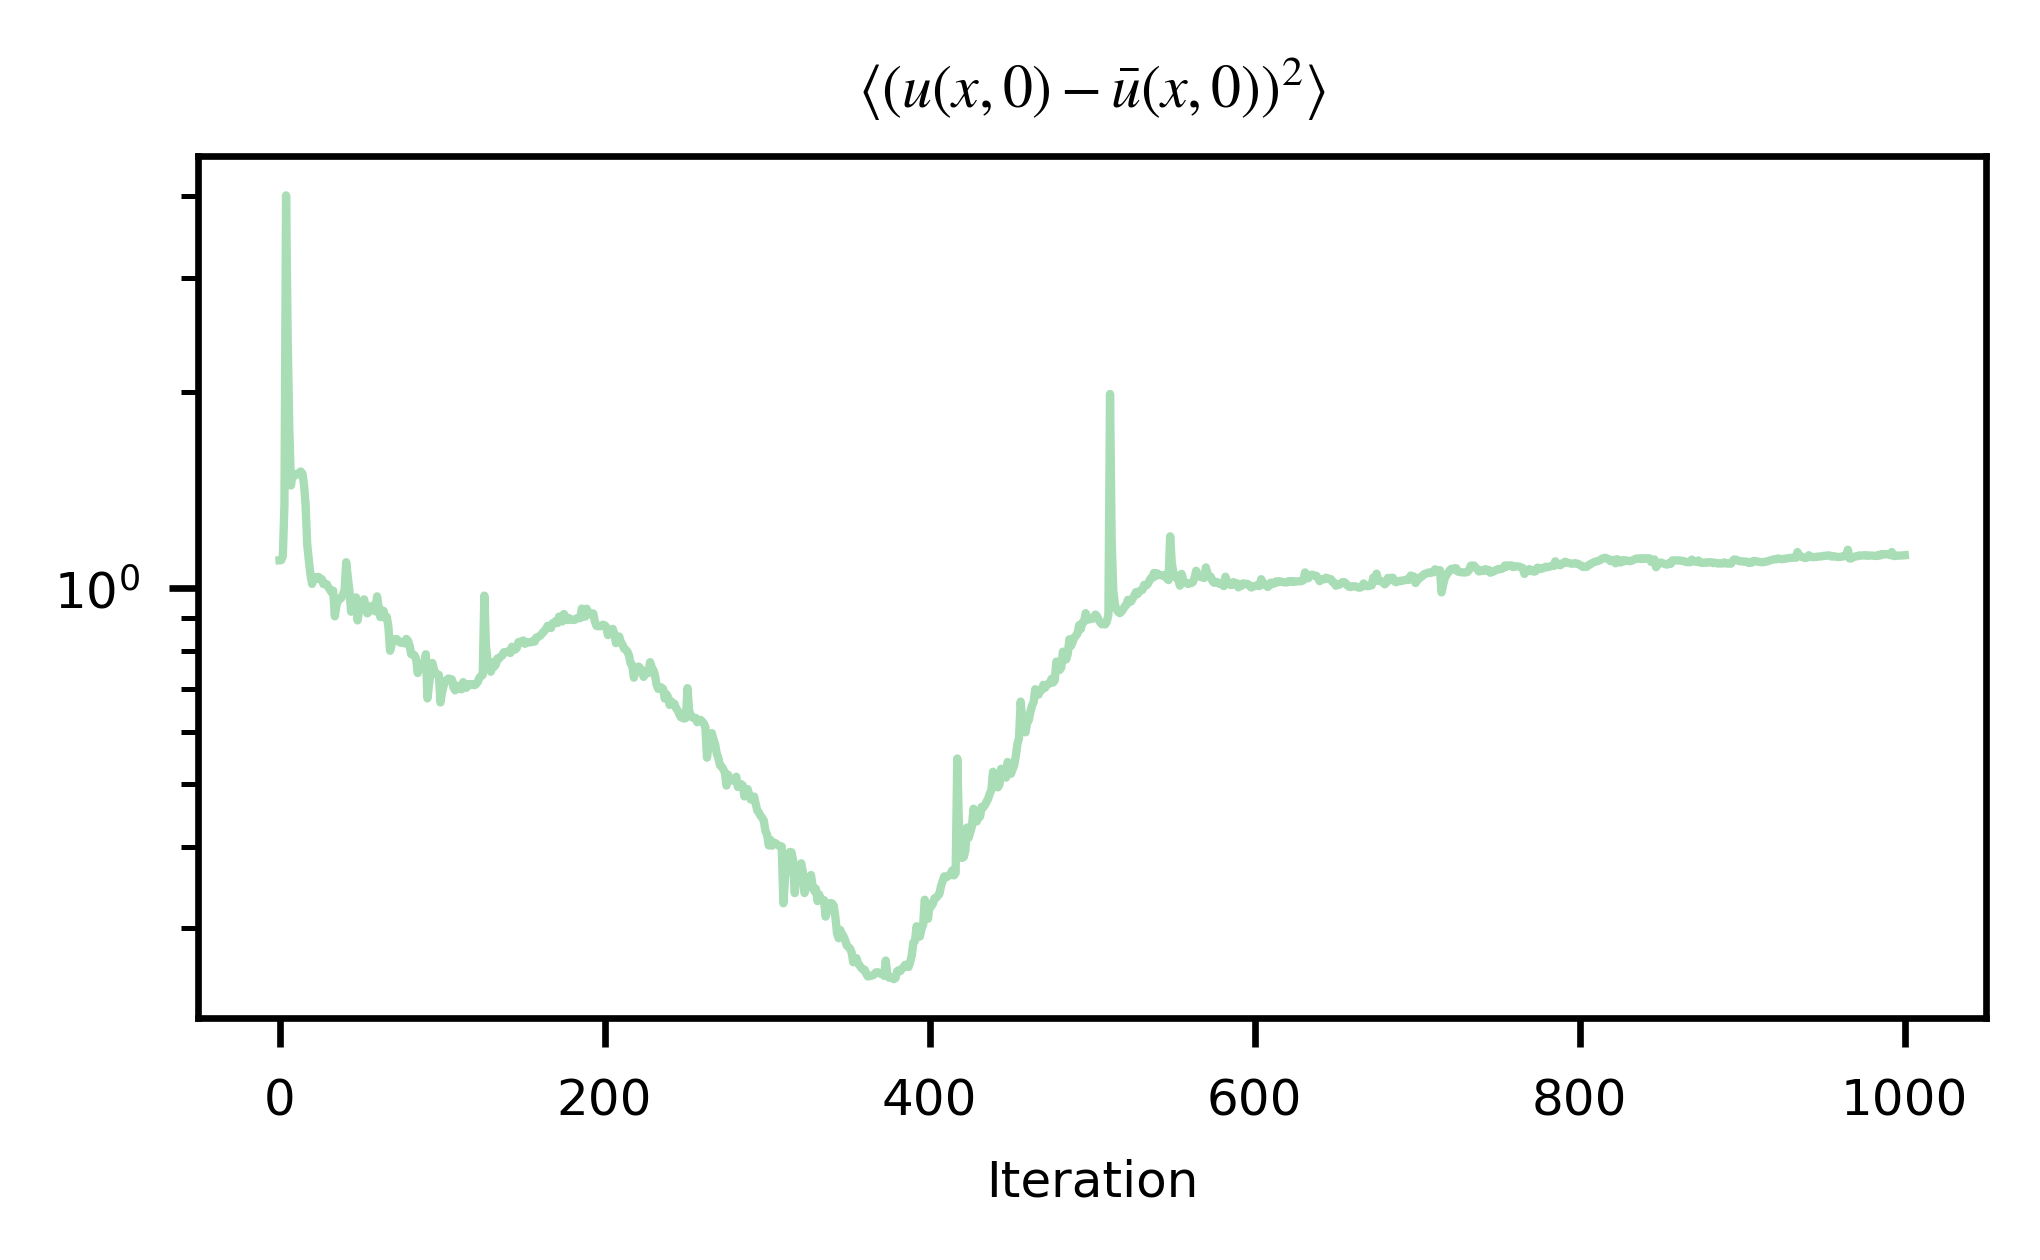 ⟨(u(x, 0) − ū(x, 0))²⟩
10⁰
0 200 400 600 800 1000
Iteration